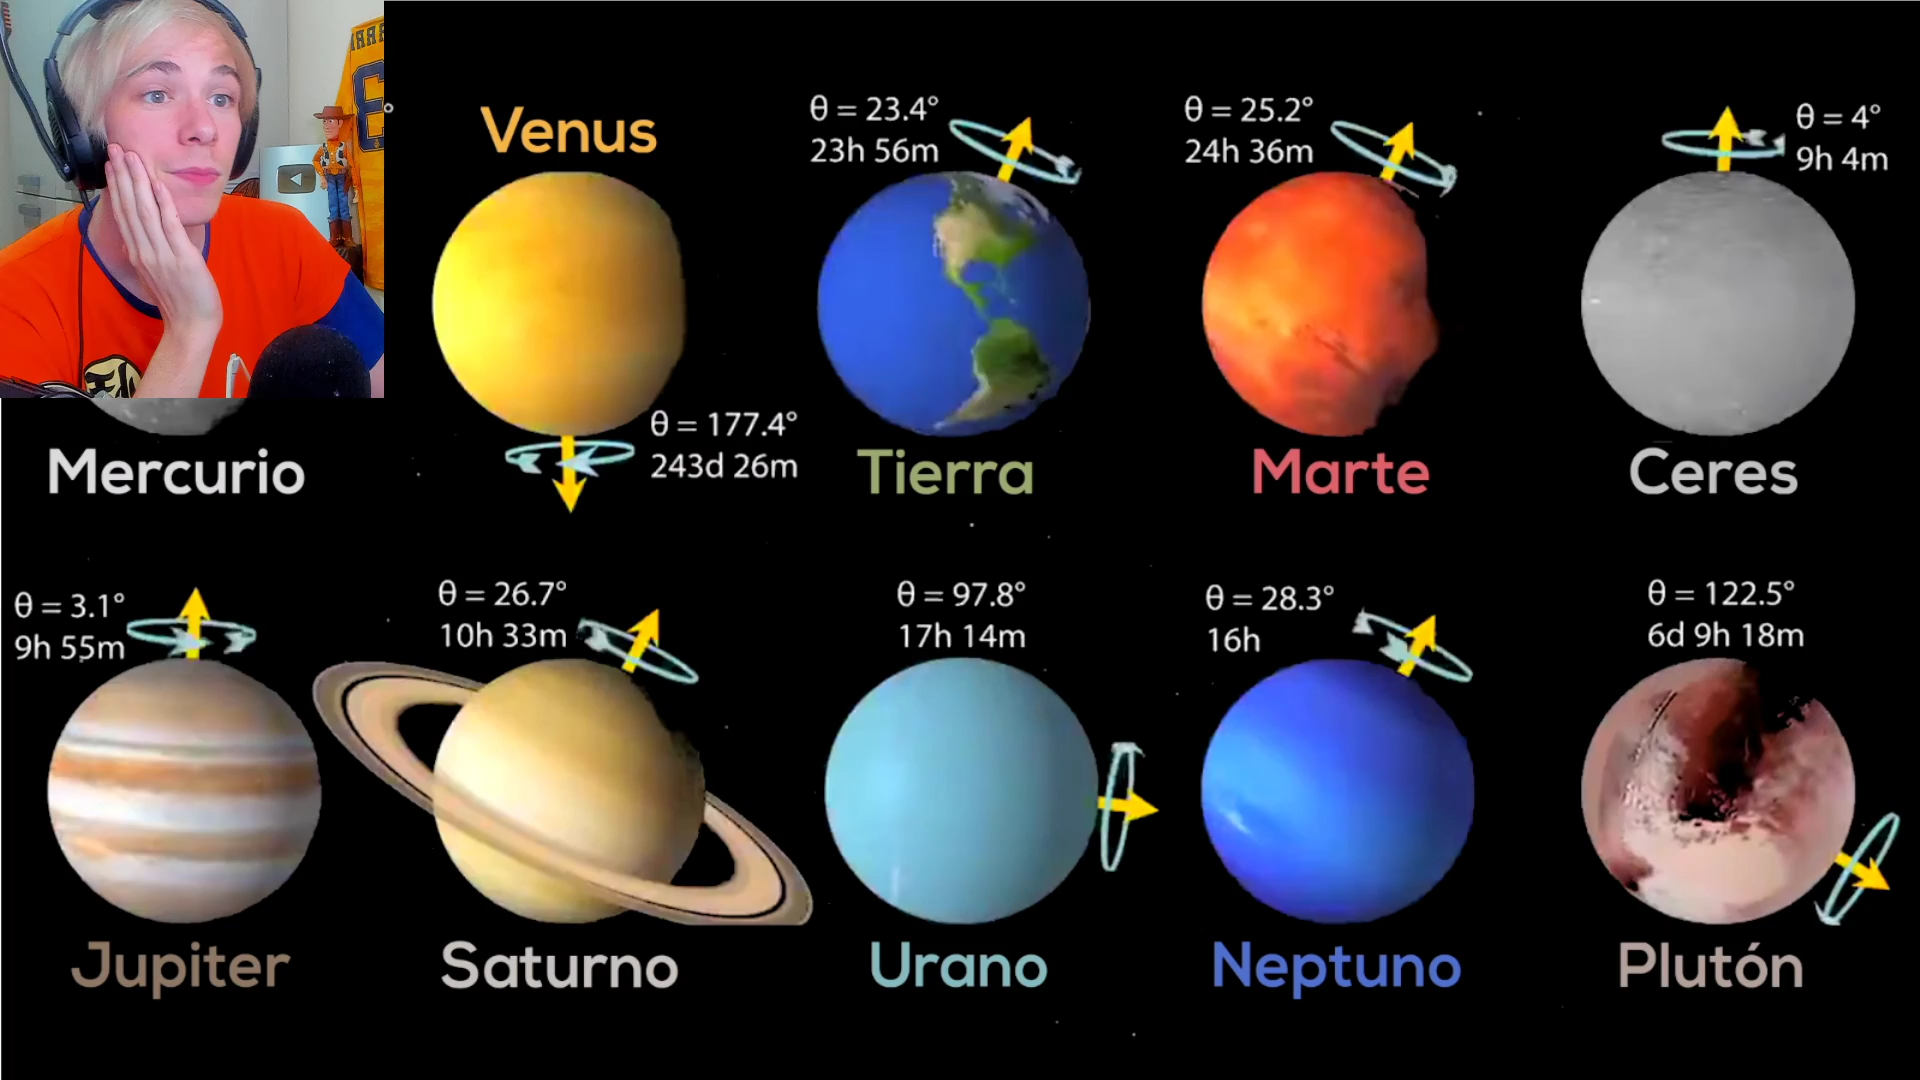 Venus
θ = 177.4°
243d 26m
θ = 23.4°
23h 56m
Tierra
θ = 25.2°
24h 36m
Marte
θ = 4°
9h 4m
Ceres
Mercurio
θ = 3.1°
9h 55m
Jupiter
θ = 26.7°
10h 33m
Saturno
θ = 97.8°
17h 14m
Urano
θ = 28.3°
16h
Neptuno
θ = 122.5°
6d 9h 18m
Plutón